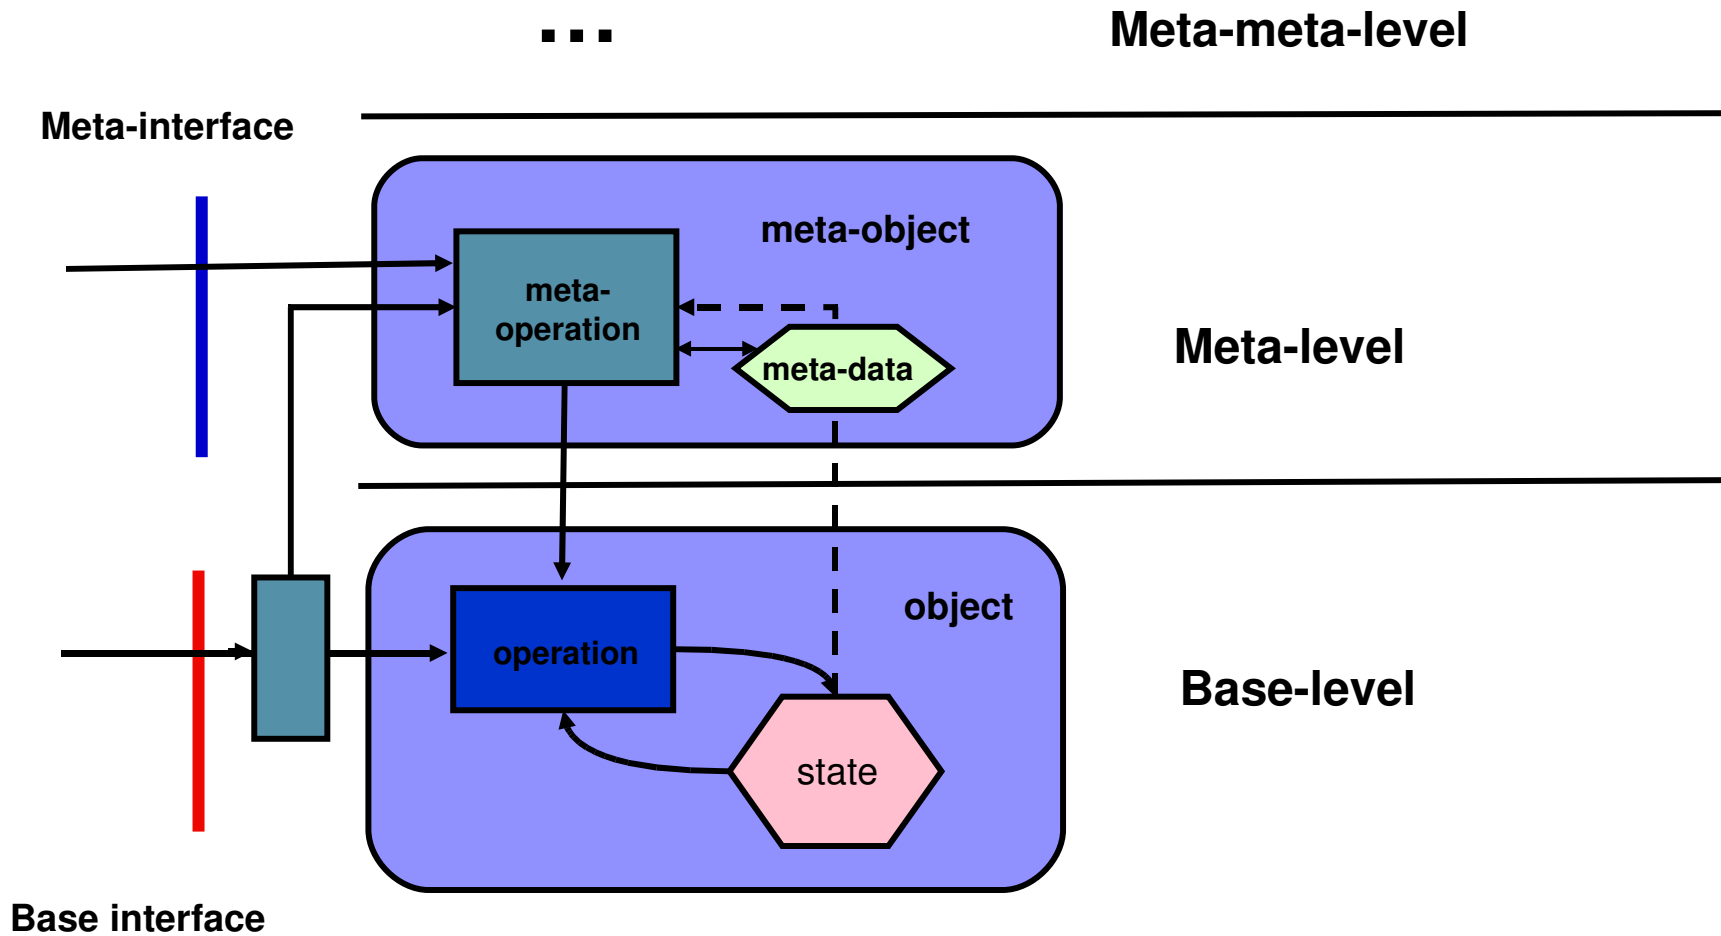 ...
Meta-meta-level
Meta-interface
meta-object
meta-
operation
Meta-level
meta-data
object
operation
Base-level
state
Base interface